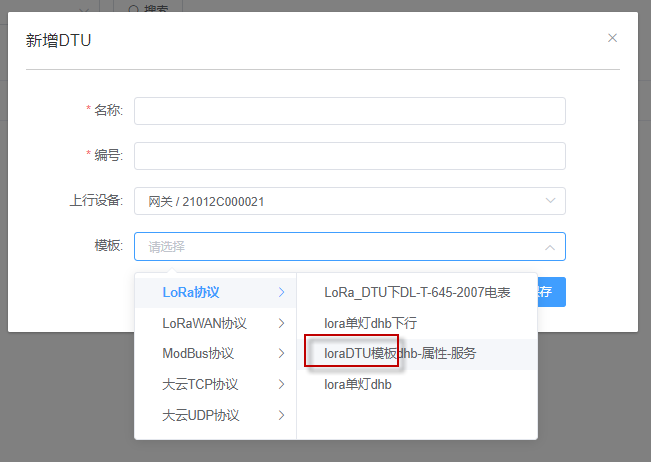 搜索
新增DTU
* 名称:
* 编号:
上行设备: 网关 / 21012C000021
模板: 请选择
存
LoRa协议
LoRaWAN协议
ModBus协议
大云TCP协议
大云UDP协议
LoRa_DTU下DL-T-645-2007电表
lora单灯dhb下行
loraDTU模板dhb-属性-服务
lora单灯dhb